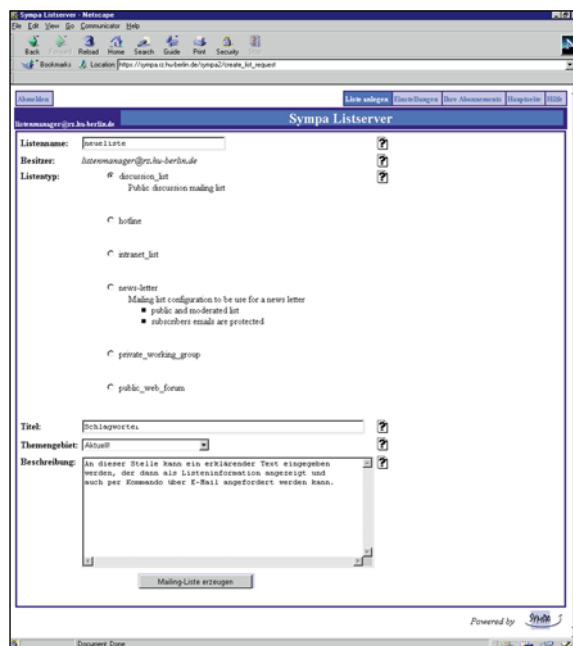 Sympa Listserver - Netscape
File Edit View Go Communicator Help
Back Forward Reload Home Search Guide Print Security Stop
Bookmarks Location: https://sympa.rz.hu-berlin.de/sympa2/create_list_request
Abmelden Liste anlegen Einstellungen Ihre Abonnements Hauptseite Hilfe
listenmanager@rz.hu-berlin.de Sympa Listserver
Listenname: neueliste ?
Besitzer: listenmanager@rz.hu-berlin.de ?
Listentyp: discussion_list ?
Public discussion mailing list
hotline
intranet_list
news-letter
Mailing list configuration to be use for a news letter
public and moderated list
subscribers emails are protected
private_working_group
public_web_forum
Titel: Schlagworte: ?
Themengebiet: Aktuell! ?
Beschreibung: An dieser Stelle kann ein erklärender Text eingegeben ?
werden, der dann als Listeninformation angezeigt und
auch per Kommando über E-Mail angefordert werden kann.
Mailing-Liste erzeugen
Powered by Sympa
Document: Done